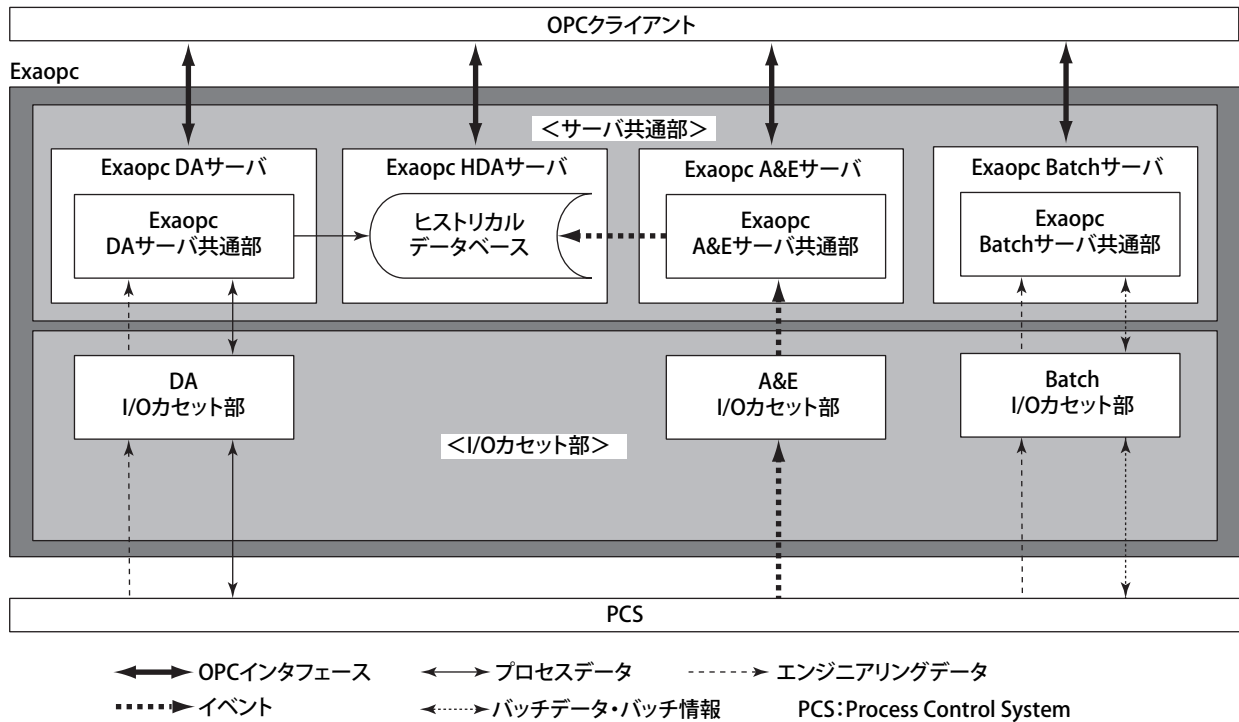 OPCクライアント
Exaopc
＜サーバ共通部＞
Exaopc DAサーバ
Exaopc HDAサーバ
Exaopc A&Eサーバ
Exaopc Batchサーバ
Exaopc
DAサーバ共通部
ヒストリカル
データベース
Exaopc
A&Eサーバ共通部
Exaopc
Batchサーバ共通部
DA
I/Oカセット部
A&E
I/Oカセット部
Batch
I/Oカセット部
＜I/Oカセット部＞
PCS
OPCインタフェース
プロセスデータ
エンジニアリングデータ
イベント
バッチデータ・バッチ情報
PCS：Process Control System